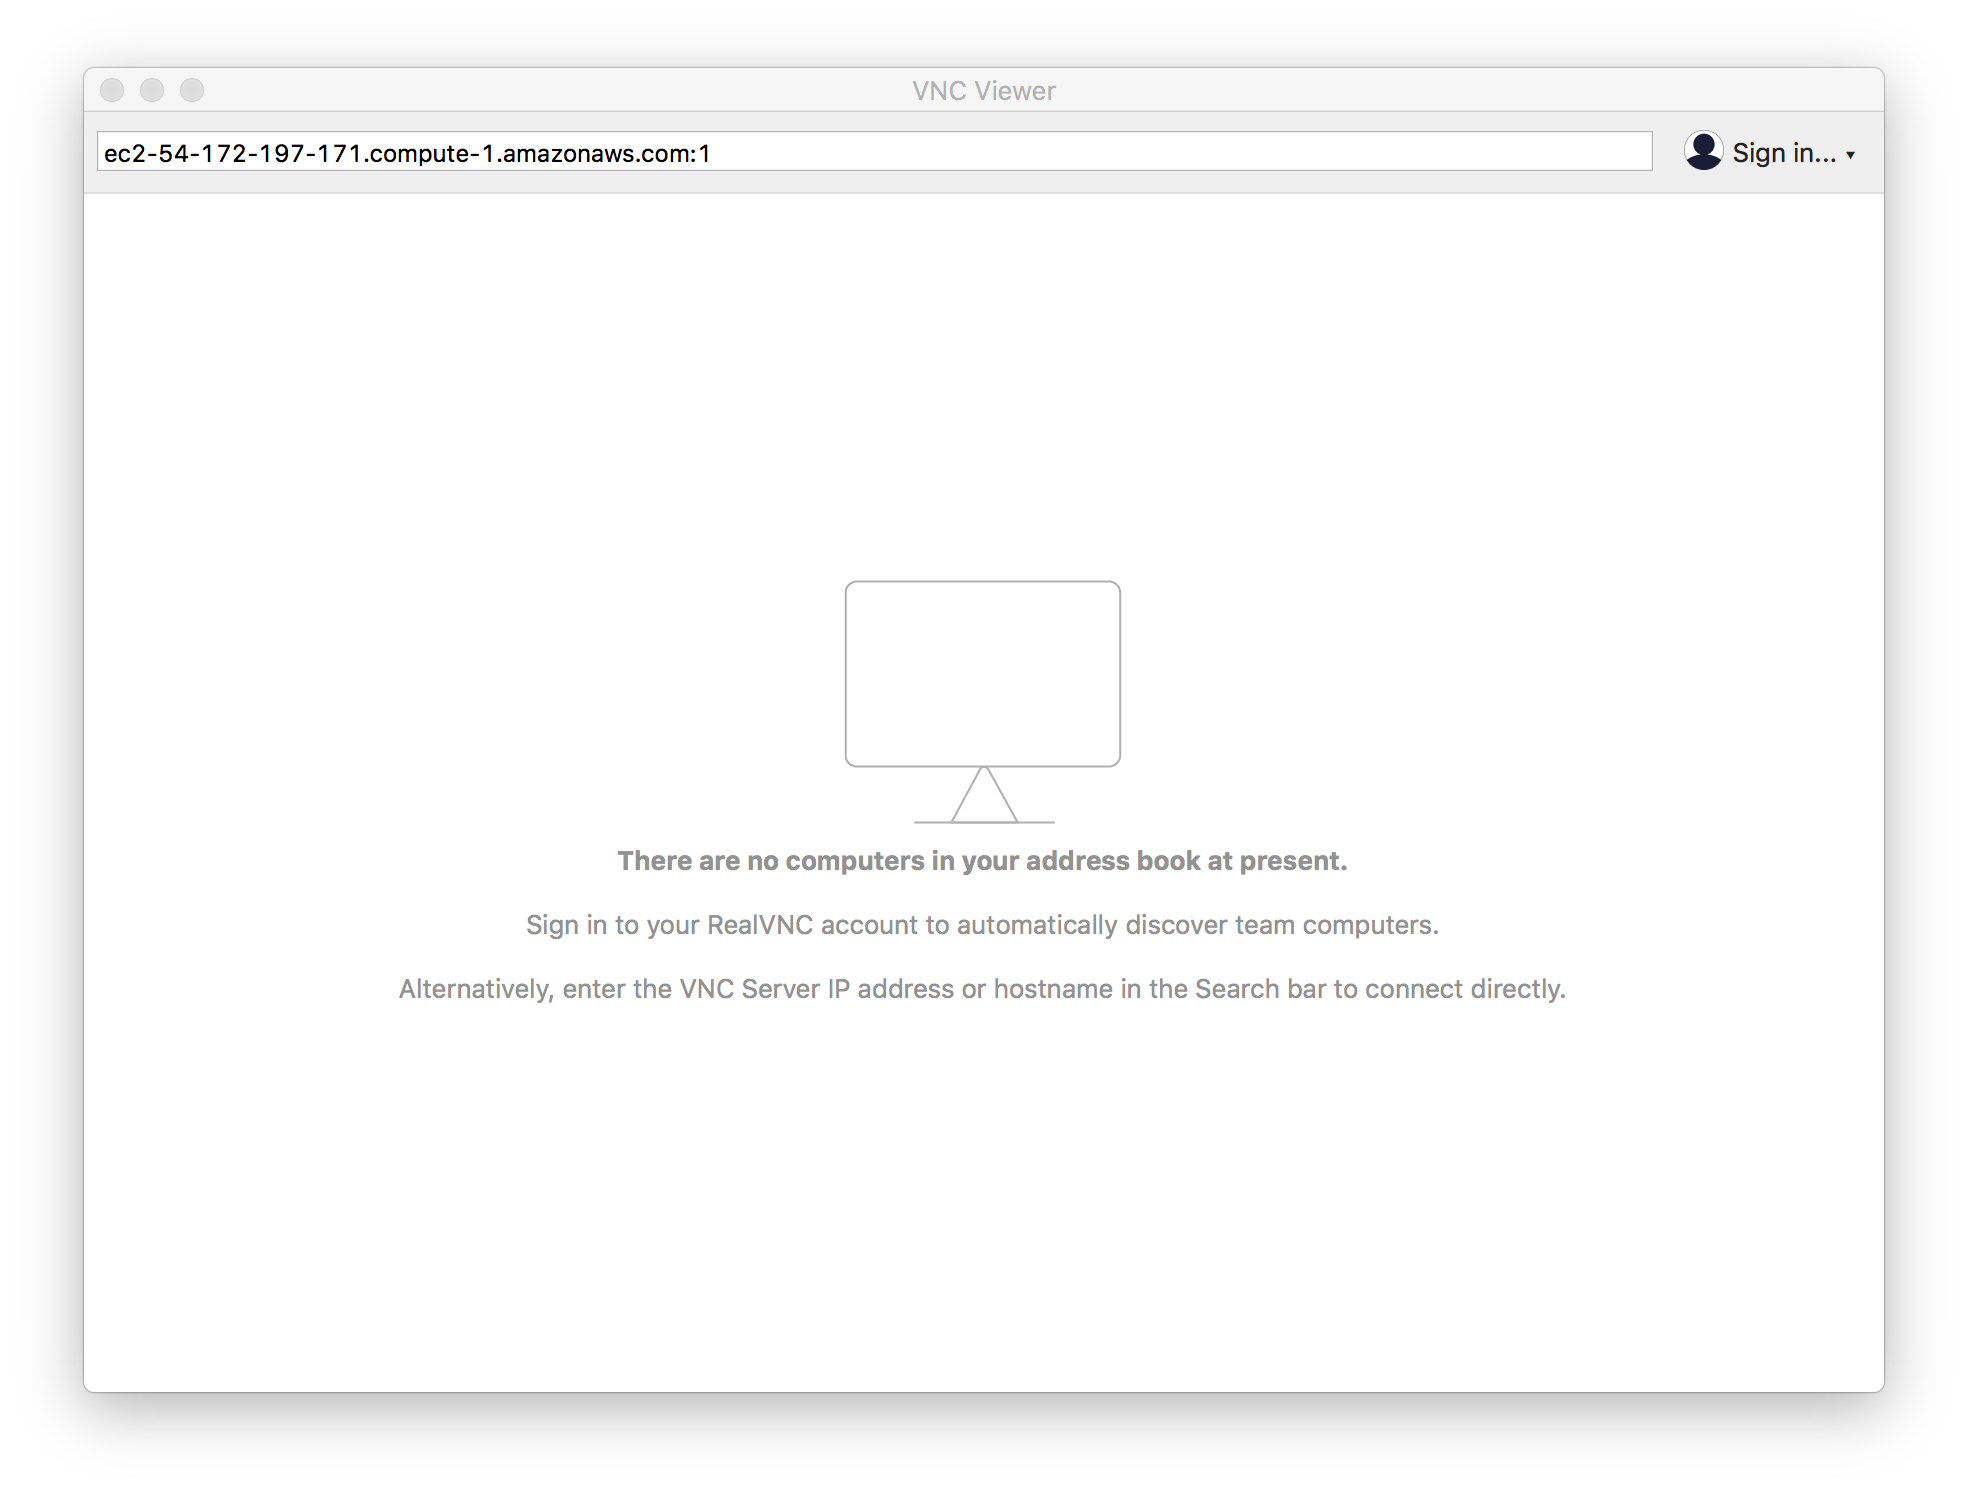 VNC Viewer
ec2-54-172-197-171.compute-1.amazonaws.com:1
Sign in...
There are no computers in your address book at present.
Sign in to your RealVNC account to automatically discover team computers.
Alternatively, enter the VNC Server IP address or hostname in the Search bar to connect directly.